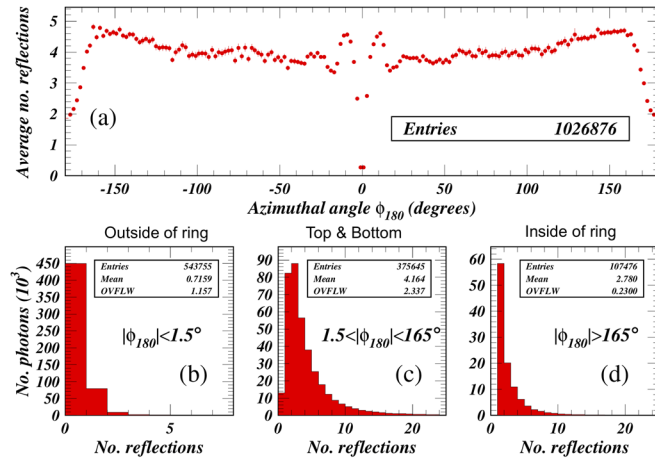 Average no. reflections
5
4
3
2
1
0
(a)
Entries 1026876
-150 -100 -50 0 50 100 150
Azimuthal angle ϕ180 (degrees)
Outside of ring
Top & Bottom
Inside of ring
No. photons (10³)
450
400
350
300
250
200
150
100
50
0
Entries 543755
Mean 0.7159
OVFLW 1.157
|ϕ180|<1.5°
(b)
0 5
No. reflections
90
80
70
60
50
40
30
20
10
0
Entries 375645
Mean 4.164
OVFLW 2.337
1.5<|ϕ180|<165°
(c)
0 10 20
No. reflections
60
50
40
30
20
10
0
Entries 107476
Mean 2.780
OVFLW 0.2300
|ϕ180|>165°
(d)
0 10 20
No. reflections